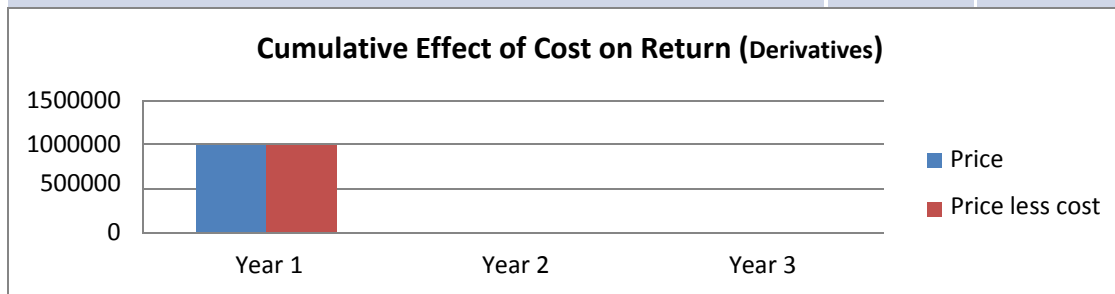 Cumulative Effect of Cost on Return (Derivatives)
1500000
1000000
500000
0
Year 1 Year 2 Year 3
Price
Price less cost